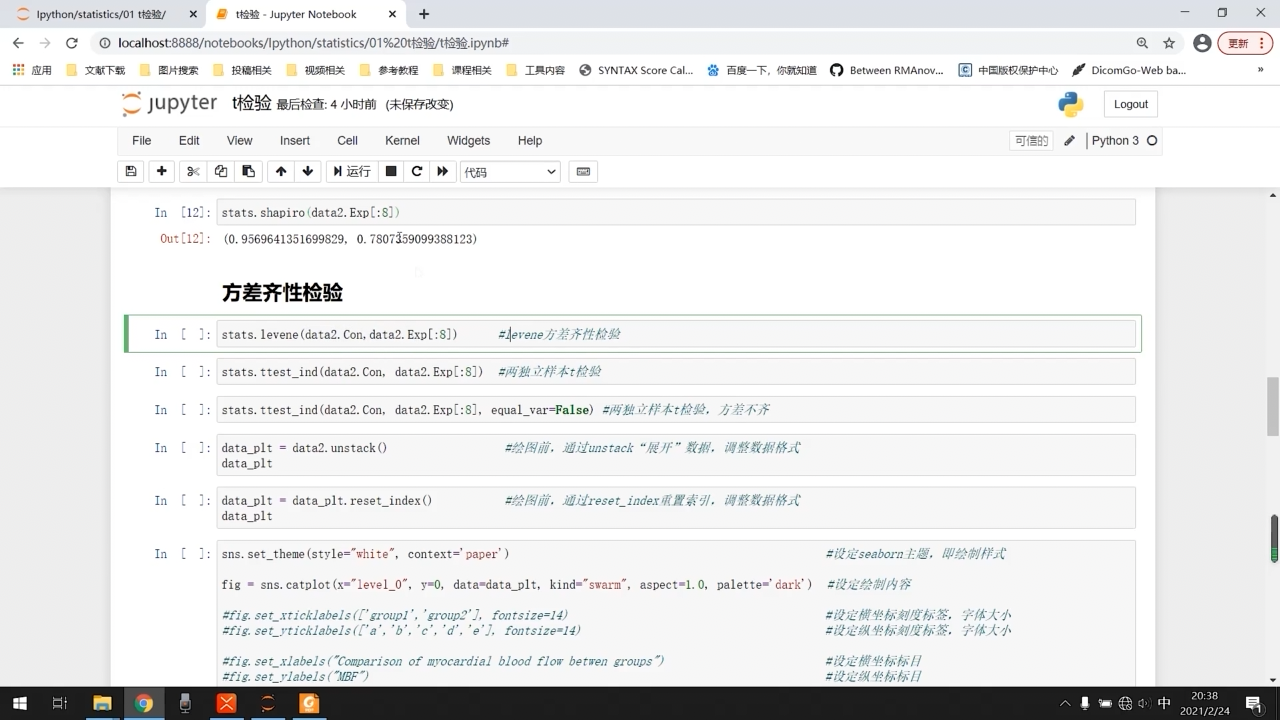 lpython/statistics/01 t检验/
t检验 - Jupyter Notebook
localhost:8888/notebooks/lpython/statistics/01%20t检验/t检验.ipynb#
更新
应用 文献下载 图片搜索 投稿相关 视频相关 参考教程 课程相关 工具内容 SYNTAX Score Cal... 百度一下，你就知道 Between RMAnov... 中国版权保护中心 DicomGo-Web ba... »
jupyter t检验 最后检查: 4 小时前 (未保存改变) Logout
File Edit View Insert Cell Kernel Widgets Help 可信的 Python 3
运行 代码
In [12]: stats.shapiro(data2.Exp[:8])
Out[12]: (0.9569641351699829, 0.7807359099388123)
方差齐性检验
In [ ]: stats.levene(data2.Con,data2.Exp[:8]) #levene方差齐性检验
In [ ]: stats.ttest_ind(data2.Con, data2.Exp[:8]) #两独立样本t检验
In [ ]: stats.ttest_ind(data2.Con, data2.Exp[:8], equal_var=False) #两独立样本t检验，方差不齐
In [ ]: data_plt = data2.unstack() #绘图前，通过unstack“展开”数据，调整数据格式
data_plt
In [ ]: data_plt = data_plt.reset_index() #绘图前，通过reset_index重置索引，调整数据格式
data_plt
In [ ]: sns.set_theme(style="white", context='paper') #设定seaborn主题，即绘制样式
fig = sns.catplot(x="level_0", y=0, data=data_plt, kind="swarm", aspect=1.0, palette='dark') #设定绘制内容
#fig.set_xticklabels(['group1','group2'], fontsize=14) #设定横坐标刻度标签，字体大小
#fig.set_yticklabels(['a','b','c','d','e'], fontsize=14) #设定纵坐标刻度标签，字体大小
#fig.set_xlabels("Comparison of myocardial blood flow betwen groups") #设定横坐标标目
#fig.set_ylabels("MBF") #设定纵坐标标目
中
20:38
2021/2/24